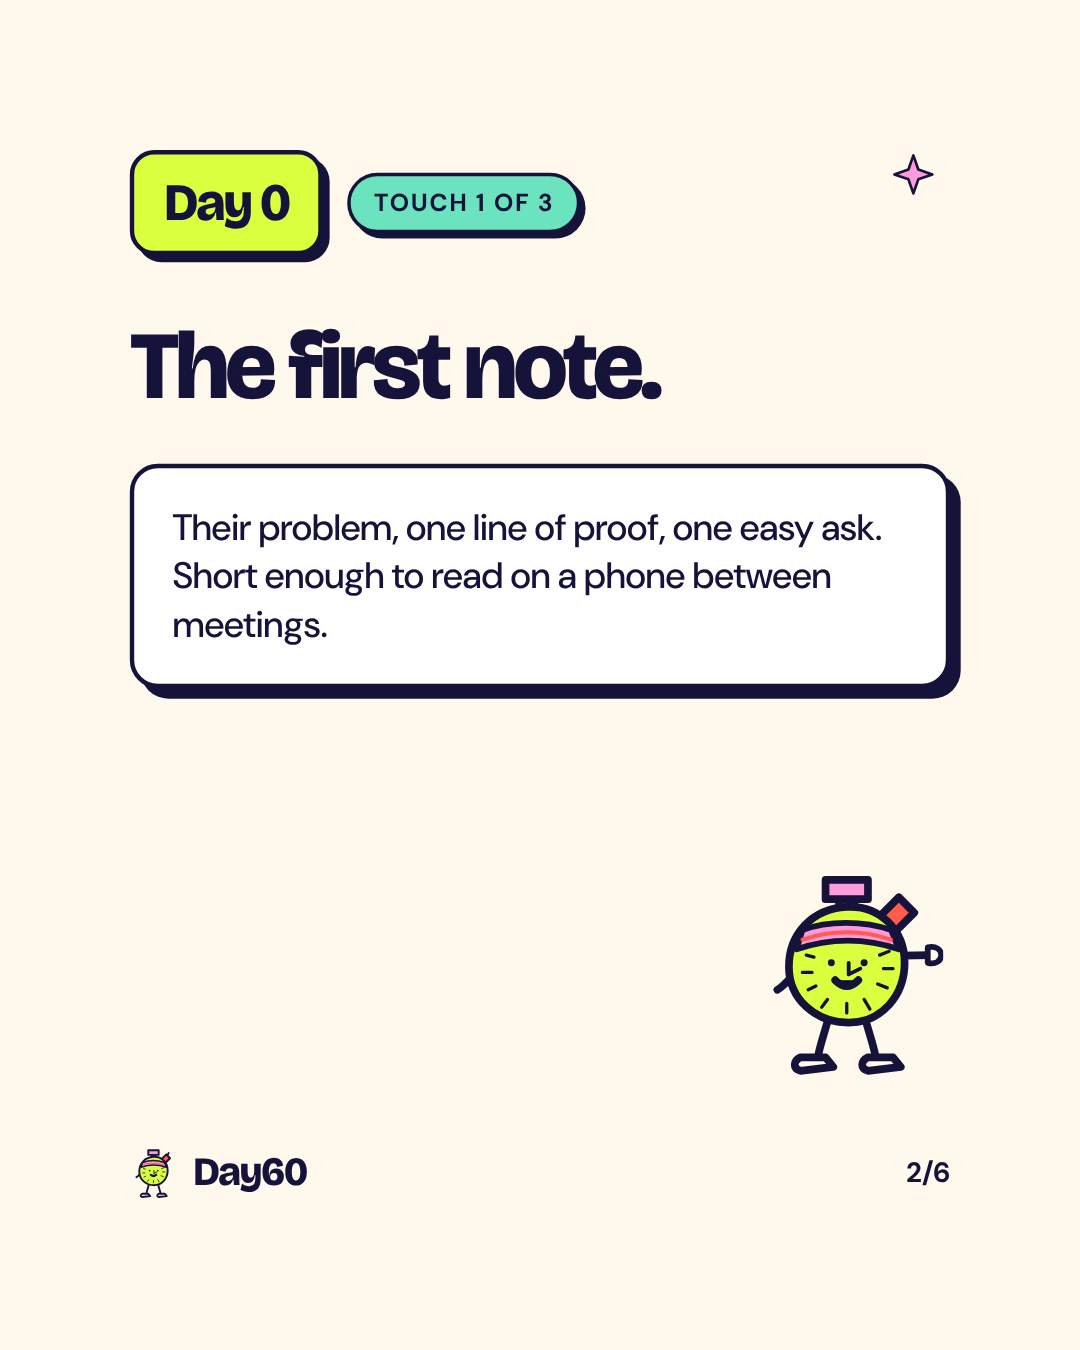 Day 0
TOUCH 1 OF 3
The first note.
Their problem, one line of proof, one easy ask.
Short enough to read on a phone between
meetings.
Day60
2/6